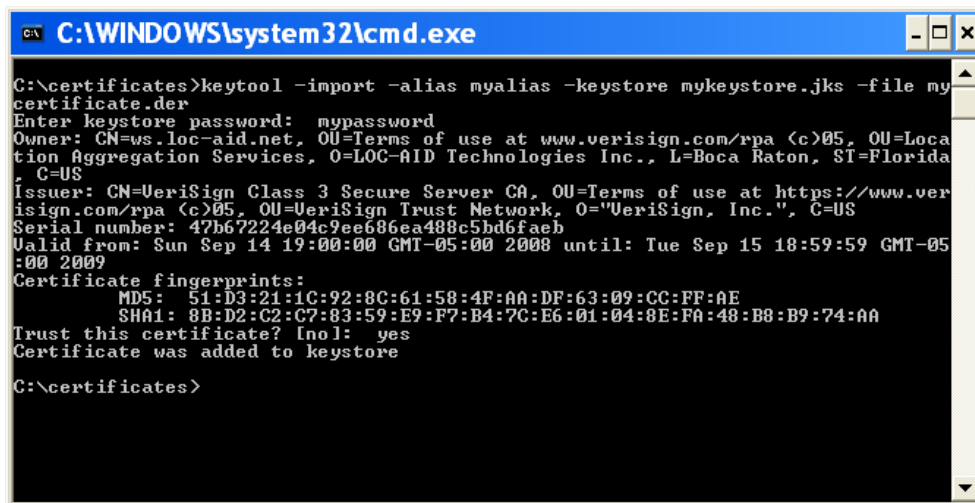 C:\WINDOWS\system32\cmd.exe
C:\certificates>keytool -import -alias myalias -keystore mykeystore.jks -file my
certificate.der
Enter keystore password:  mypassword
Owner: CN=ws.loc-aid.net, OU=Terms of use at www.verisign.com/rpa (c)05, OU=Loca
tion Aggregation Services, O=LOC-AID Technologies Inc., L=Boca Raton, ST=Florida
, C=US
Issuer: CN=VeriSign Class 3 Secure Server CA, OU=Terms of use at https://www.ver
isign.com/rpa (c)05, OU=VeriSign Trust Network, O="VeriSign, Inc.", C=US
Serial number: 47b67224e04c9ee686ea488c5bd6faeb
Valid from: Sun Sep 14 19:00:00 GMT-05:00 2008 until: Tue Sep 15 18:59:59 GMT-05
:00 2009
Certificate fingerprints:
MD5:  51:D3:21:1C:92:8C:61:58:4F:AA:DF:63:09:CC:FF:AE
SHA1: 8B:D2:C2:C7:83:59:E9:F7:B4:7C:E6:01:04:8E:FA:48:B8:B9:74:AA
Trust this certificate? [no]:  yes
Certificate was added to keystore
C:\certificates>